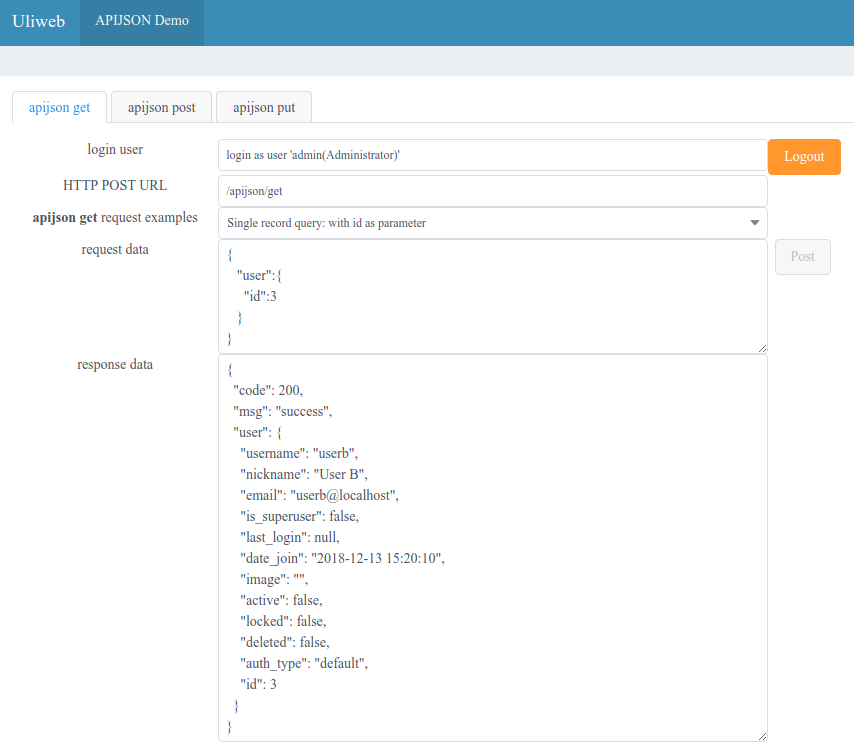 Uliweb APIJSON Demo
apijson get apijson post apijson put
login user login as user 'admin(Administrator)' Logout
HTTP POST URL /apijson/get
apijson get request examples Single record query: with id as parameter
request data { Post
"user":{
"id":3
}
}
response data {
"code": 200,
"msg": "success",
"user": {
"username": "userb",
"nickname": "User B",
"email": "userb@localhost",
"is_superuser": false,
"last_login": null,
"date_join": "2018-12-13 15:20:10",
"image": "",
"active": false,
"locked": false,
"deleted": false,
"auth_type": "default",
"id": 3
}
}